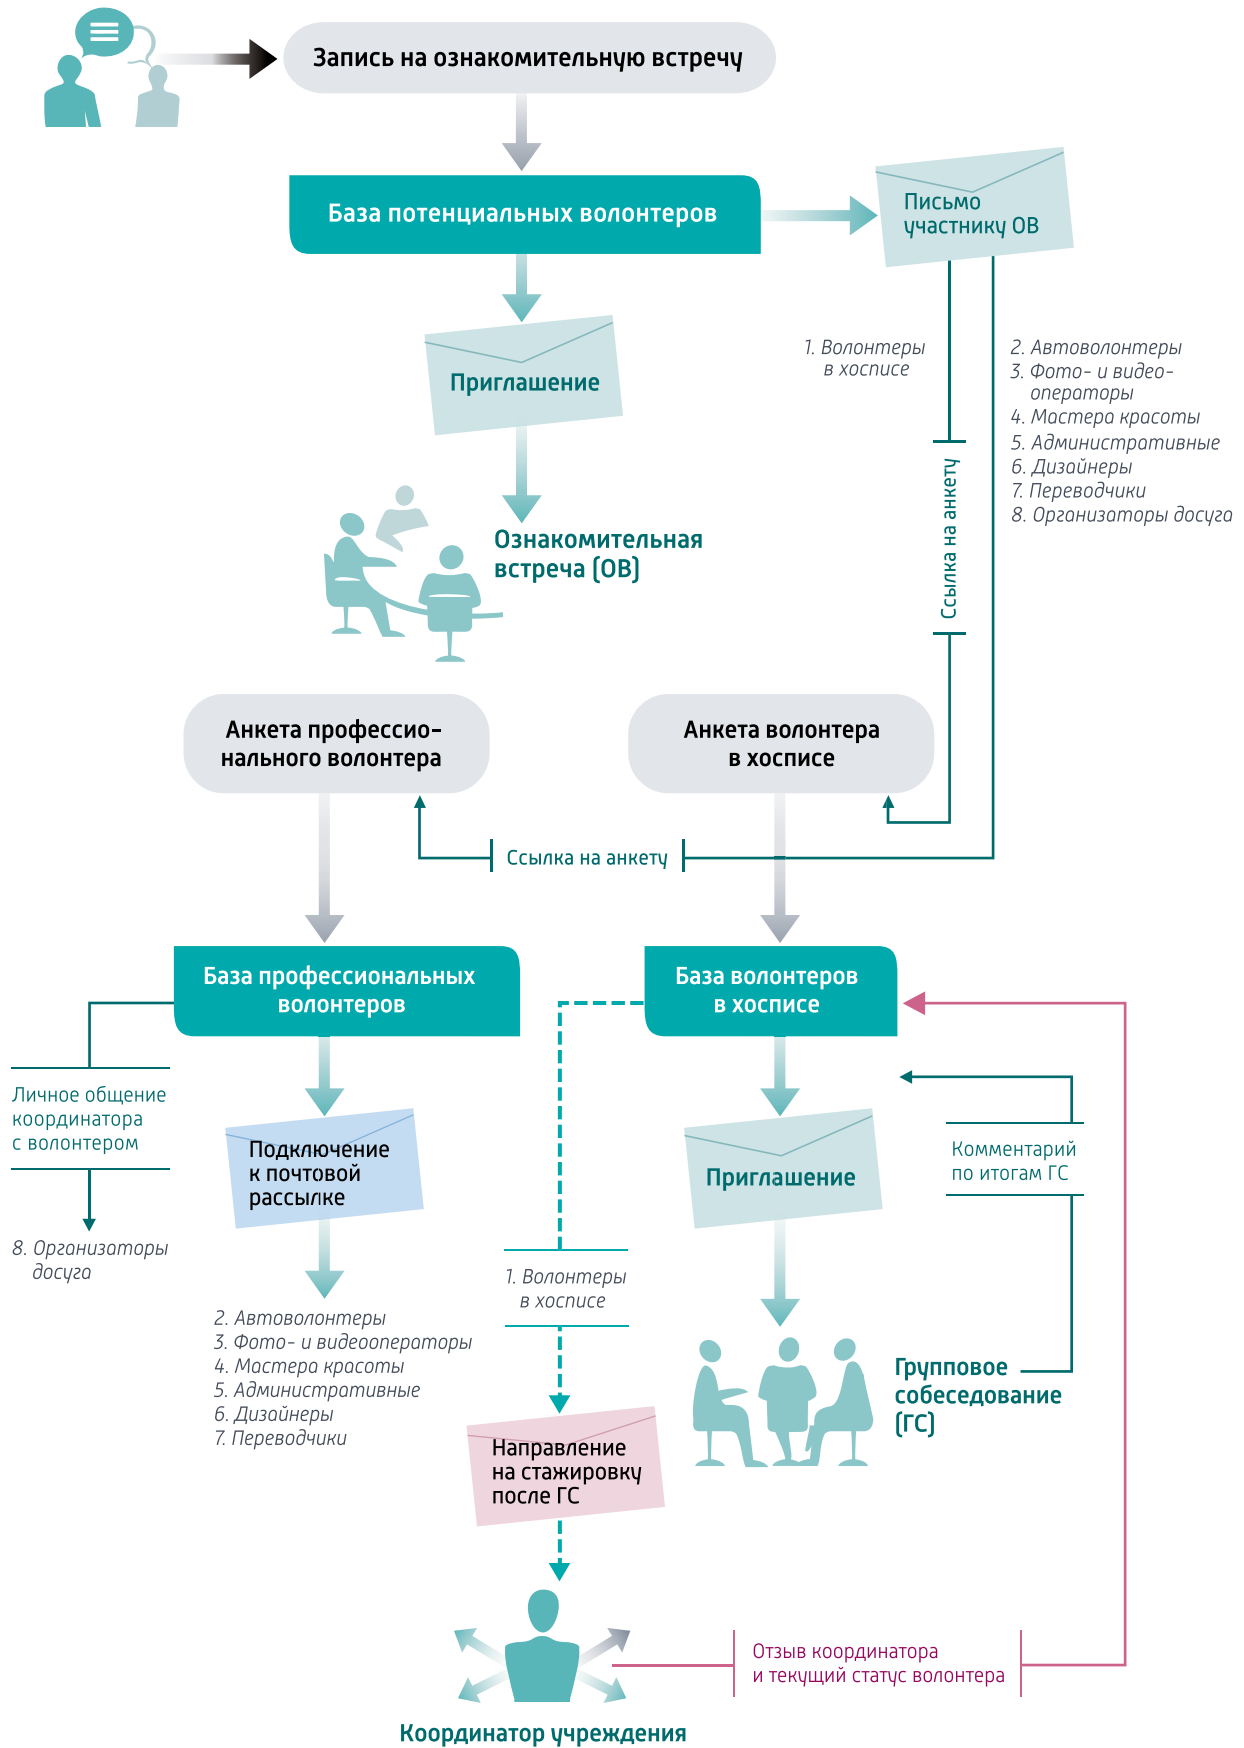 Запись на ознакомительную встречу
База потенциальных волонтеров
Письмо
участнику ОВ
Приглашение
1. Волонтеры
в хосписе
2. Автоволонтеры
3. Фото- и видео-
операторы
4. Мастера красоты
5. Административные
6. Дизайнеры
7. Переводчики
8. Организаторы досуга
Ссылка на анкету
Ознакомительная
встреча (ОВ)
Анкета профессио-
нального волонтера
Анкета волонтера
в хосписе
Ссылка на анкету
База профессиональных
волонтеров
База волонтеров
в хосписе
Личное общение
координатора
с волонтером
8. Организаторы
досуга
Подключение
к почтовой
рассылке
2. Автоволонтеры
3. Фото- и видеооператоры
4. Мастера красоты
5. Административные
6. Дизайнеры
7. Переводчики
Приглашение
Комментарий
по итогам ГС
1. Волонтеры
в хосписе
Групповое
собеседование
(ГС)
Направление
на стажировку
после ГС
Отзыв координатора
и текущий статус волонтера
Координатор учреждения